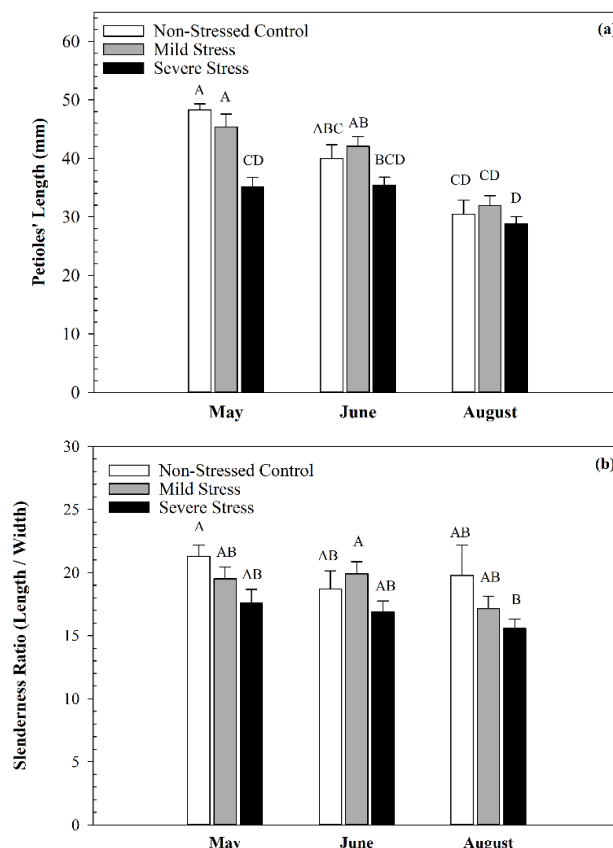 (a)
Non-Stressed Control
Mild Stress
Severe Stress
60
50
40
30
20
10
0
Petioles' Length (mm)
A A CD
ABC AB BCD
CD CD D
May June August
(b)
Non-Stressed Control
Mild Stress
Severe Stress
30
25
20
15
10
5
0
Slenderness Ratio (Length / Width)
A AB AB
AB A AB
AB AB B
May June August